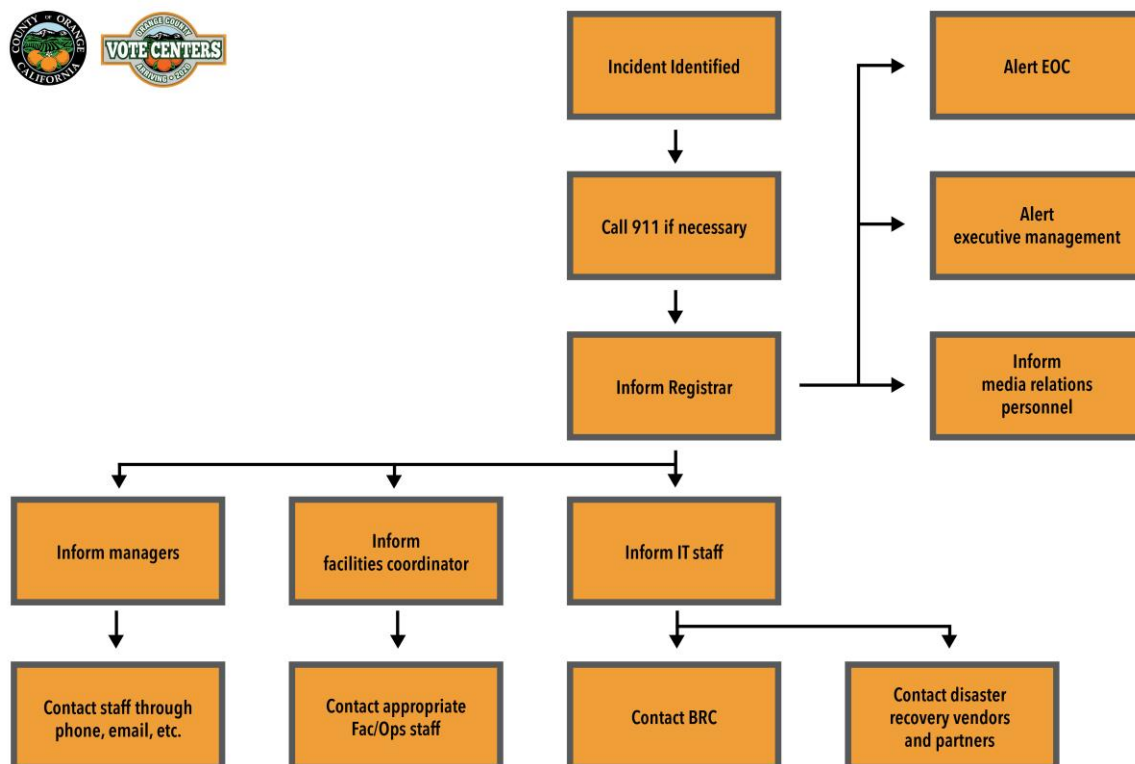 COUNTY OF ORANGE
CALIFORNIA
ORANGE COUNTY
VOTE CENTERS
ARRIVING • 2020
Incident Identified
Alert EOC
Call 911 if necessary
Alert
executive management
Inform Registrar
Inform
media relations
personnel
Inform managers
Inform
facilities coordinator
Inform IT staff
Contact staff through
phone, email, etc.
Contact appropriate
Fac/Ops staff
Contact BRC
Contact disaster
recovery vendors
and partners